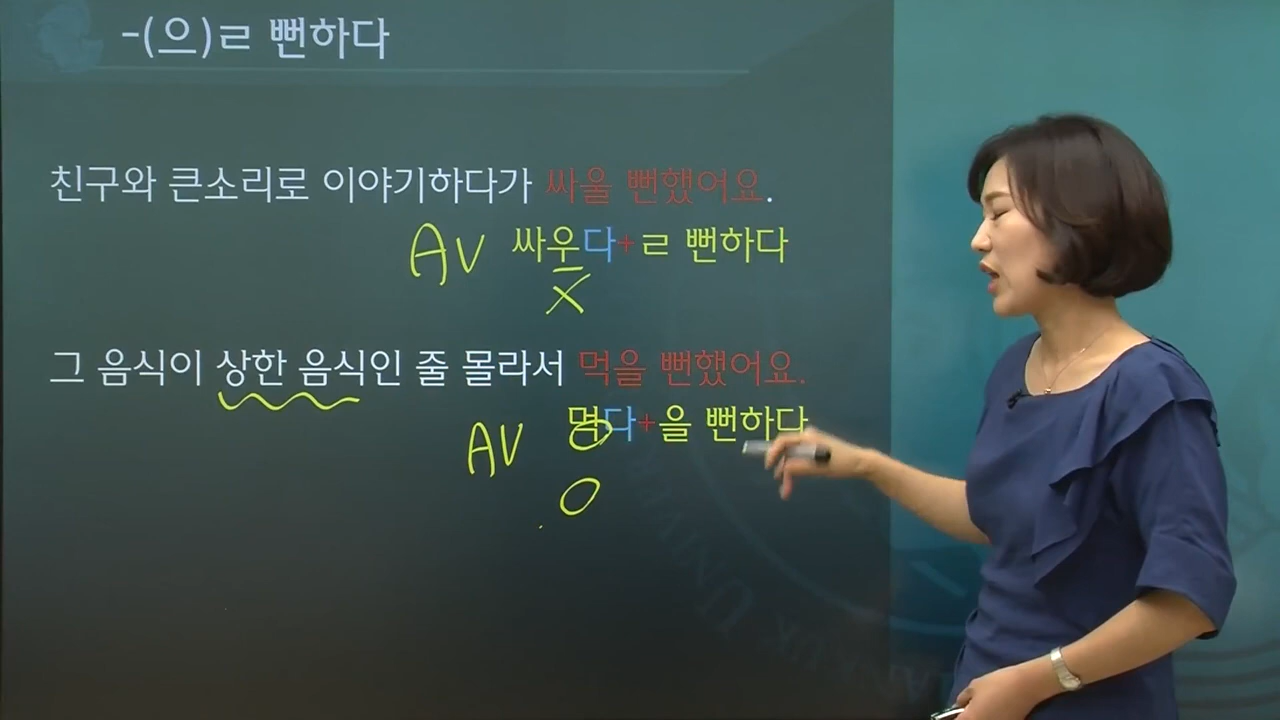 -(으)ㄹ 뻔하다
친구와 큰소리로 이야기하다가 싸울 뻔했어요.
AV 싸우다+ㄹ 뻔하다
X
그 음식이 상한 음식인 줄 몰라서 먹을 뻔했어요.
AV 먹다+을 뻔하다
O